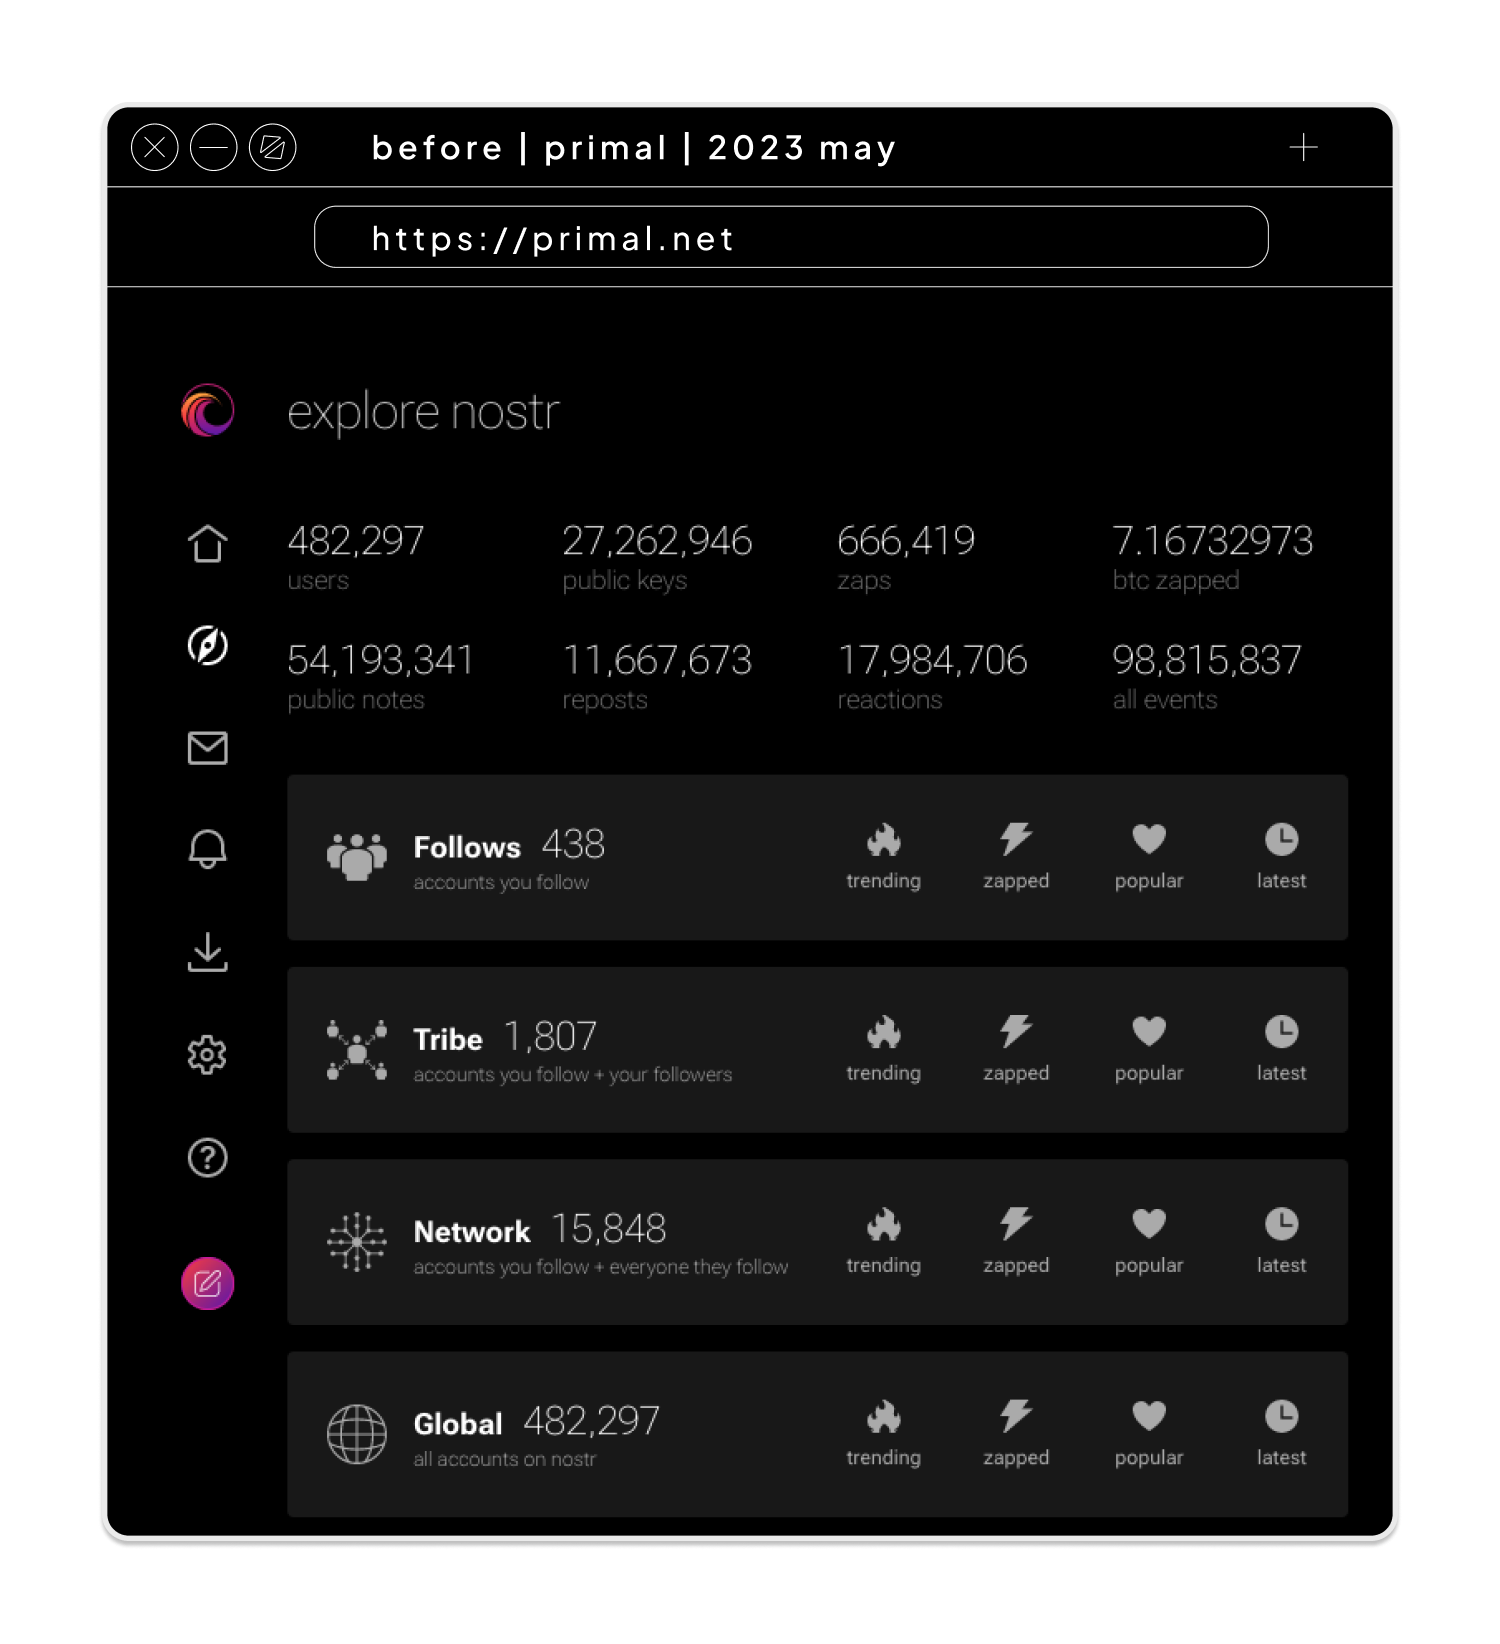 before | primal | 2023 may
https://primal.net
explore nostr
482,297 27,262,946 666,419 7.16732973
users public keys zaps btc zapped
54,193,341 11,667,673 17,984,706 98,815,837
public notes reposts reactions all events
Follows 438
accounts you follow
trending zapped popular latest
Tribe 1,807
accounts you follow + your followers
trending zapped popular latest
Network 15,848
accounts you follow + everyone they follow
trending zapped popular latest
Global 482,297
all accounts on nostr
trending zapped popular latest